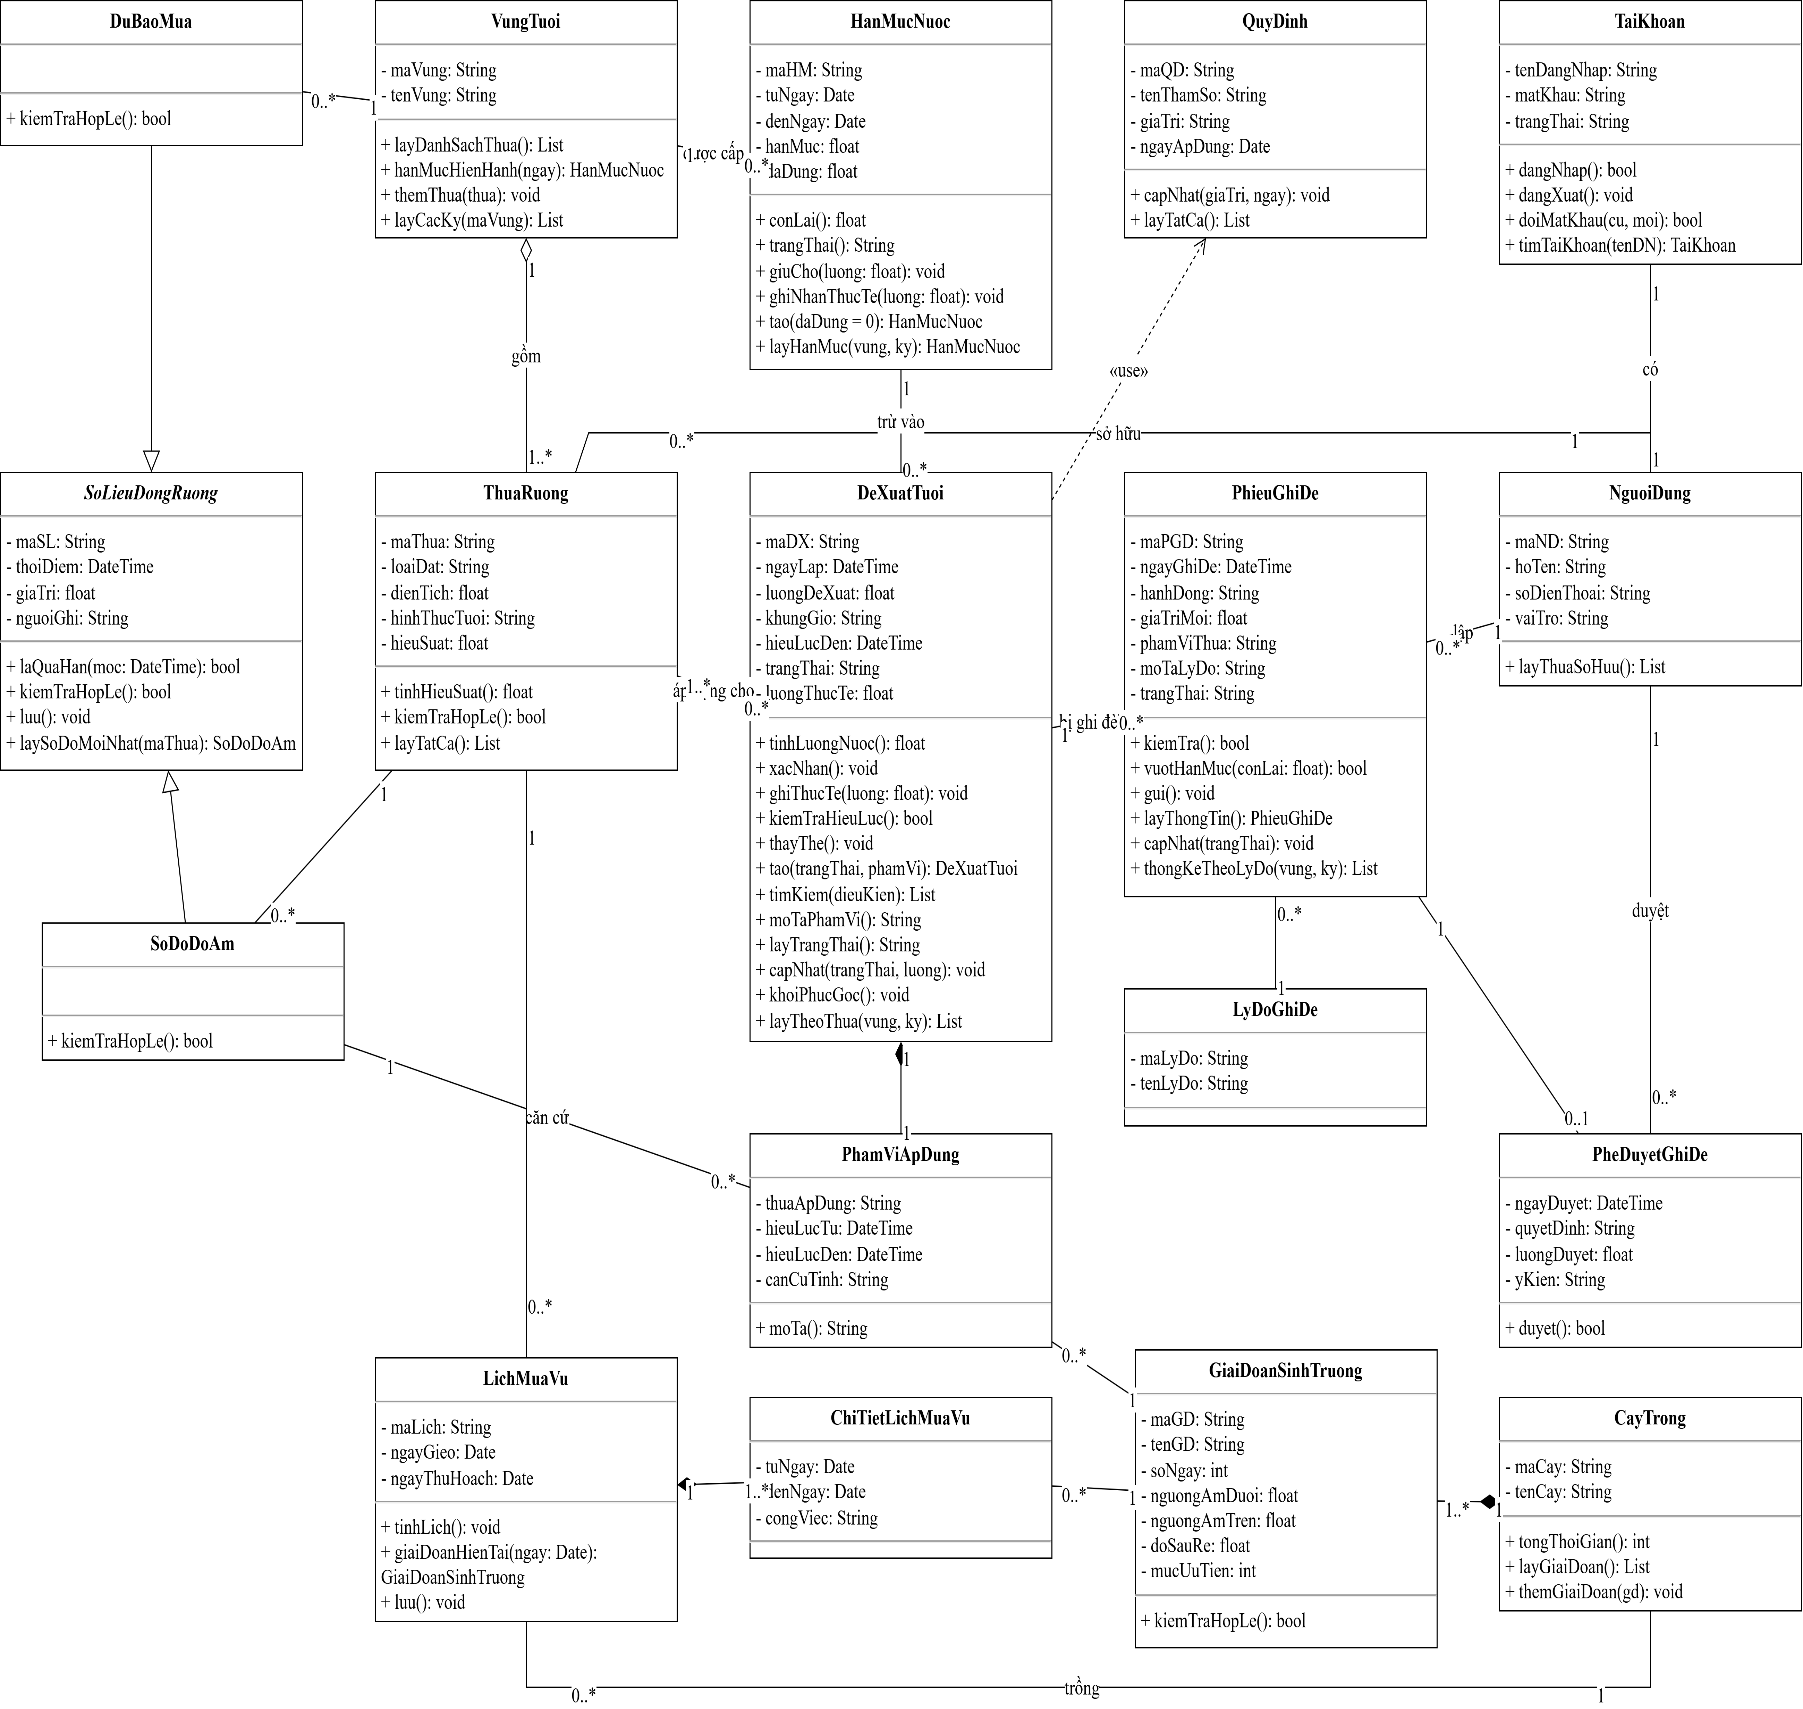 DuBaoMua
+ kiemTraHopLe(): bool
0..*
1
VungTuoi
- maVung: String
- tenVung: String
+ layDanhSachThua(): List
+ hanMucHienHanh(ngay): HanMucNuoc
+ themThua(thua): void
+ layCacKy(maVung): List
1
cấp
0..*
HanMucNuoc
- maHM: String
- tuNgay: Date
- denNgay: Date
- hanMuc: float
daDung: float
+ conLai(): float
+ trangThai(): String
+ giuCho(luong: float): void
+ ghiNhanThucTe(luong: float): void
+ tao(daDung = 0): HanMucNuoc
+ layHanMuc(vung, ky): HanMucNuoc
QuyDinh
- maQD: String
- tenThamSo: String
- giaTri: String
- ngayApDung: Date
+ capNhat(giaTri, ngay): void
+ layTatCa(): List
TaiKhoan
- tenDangNhap: String
- matKhau: String
- trangThai: String
+ dangNhap(): bool
+ dangXuat(): void
+ doiMatKhau(cu, moi): bool
+ timTaiKhoan(tenDN): TaiKhoan
1
gồm
1..*
1
trừ vào
0..*
«use»
1
có
1
0..*
sở hữu
1
SoLieuDongRuong
- maSL: String
- thoiDiem: DateTime
- giaTri: float
- nguoiGhi: String
+ laQuaHan(moc: DateTime): bool
+ kiemTraHopLe(): bool
+ luu(): void
+ laySoDoMoiNhat(maThua): SoDoDoAm
ThuaRuong
- maThua: String
- loaiDat: String
- dienTich: float
- hinhThucTuoi: String
- hieuSuat: float
+ tinhHieuSuat(): float
+ kiemTraHopLe(): bool
+ layTatCa(): List
1..*
cho
0..*
DeXuatTuoi
- maDX: String
- ngayLap: DateTime
- luongDeXuat: float
- khungGio: String
- hieuLucDen: DateTime
- trangThai: String
- luongThucTe: float
+ tinhLuongNuoc(): float
+ xacNhan(): void
+ ghiThucTe(luong: float): void
+ kiemTraHieuLuc(): bool
+ thayThe(): void
+ tao(trangThai, phamVi): DeXuatTuoi
+ timKiem(dieuKien): List
+ moTaPhamVi(): String
+ layTrangThai(): String
+ capNhat(trangThai, luong): void
+ khoiPhucGoc(): void
+ layTheoThua(vung, ky): List
bị ghi đè
1
0..*
PhieuGhiDe
- maPGD: String
- ngayGhiDe: DateTime
- hanhDong: String
- giaTriMoi: float
- phamViThua: String
- moTaLyDo: String
- trangThai: String
+ kiemTra(): bool
+ vuotHanMuc(conLai: float): bool
+ gui(): void
+ layThongTin(): PhieuGhiDe
+ capNhat(trangThai): void
+ thongKeTheoLyDo(vung, ky): List
lập
0..*
1
NguoiDung
- maND: String
- hoTen: String
- soDienThoai: String
- vaiTro: String
+ layThuaSoHuu(): List
1
0..*
1
1
duyệt
0..*
SoDoDoAm
+ kiemTraHopLe(): bool
1
căn cứ
0..*
0..*
1
LyDoGhiDe
- maLyDo: String
- tenLyDo: String
1
0..1
1
1
PhamViApDung
- thuaApDung: String
- hieuLucTu: DateTime
- hieuLucDen: DateTime
- canCuTinh: String
+ moTa(): String
PheDuyetGhiDe
- ngayDuyet: DateTime
- quyetDinh: String
- luongDuyet: float
- yKien: String
+ duyet(): bool
0..*
LichMuaVu
- maLich: String
- ngayGieo: Date
- ngayThuHoach: Date
+ tinhLich(): void
+ giaiDoanHienTai(ngay: Date):
GiaiDoanSinhTruong
+ luu(): void
1
1..*
ChiTietLichMuaVu
- tuNgay: Date
denNgay: Date
- congViec: String
0..*
1
0..*
1
GiaiDoanSinhTruong
- maGD: String
- tenGD: String
- soNgay: int
- nguongAmDuoi: float
- nguongAmTren: float
- doSauRe: float
- mucUuTien: int
+ kiemTraHopLe(): bool
1..*
1
CayTrong
- maCay: String
- tenCay: String
+ tongThoiGian(): int
+ layGiaiDoan(): List
+ themGiaiDoan(gd): void
0..*
trồng
1